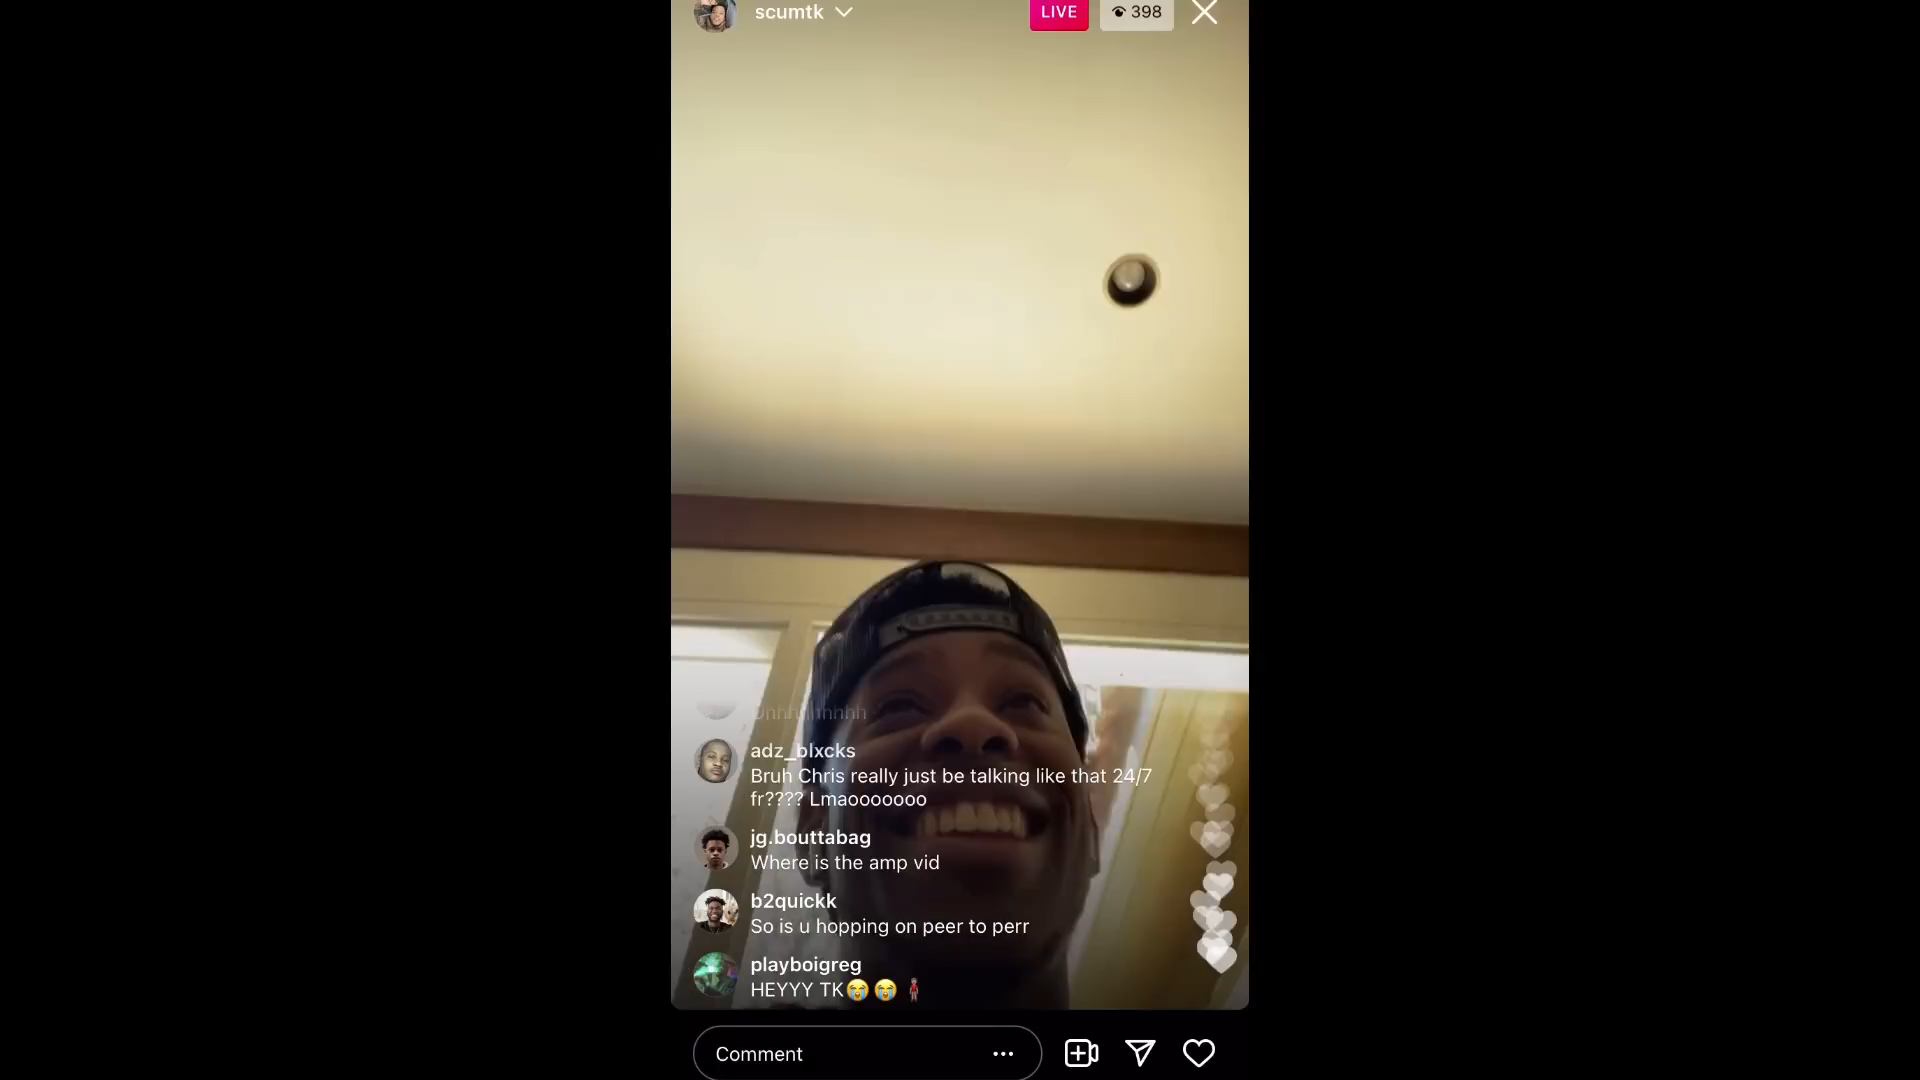 scumtk
LIVE
398
adz_blxcks
Bruh Chris really just be talking like that 24/7
fr???? Lmaooooooo
jg.bouttabag
Where is the amp vid
b2quickk
So is u hopping on peer to perr
playboigreg
HEYYY TK😭😭🧍🏾‍♂️
Comment